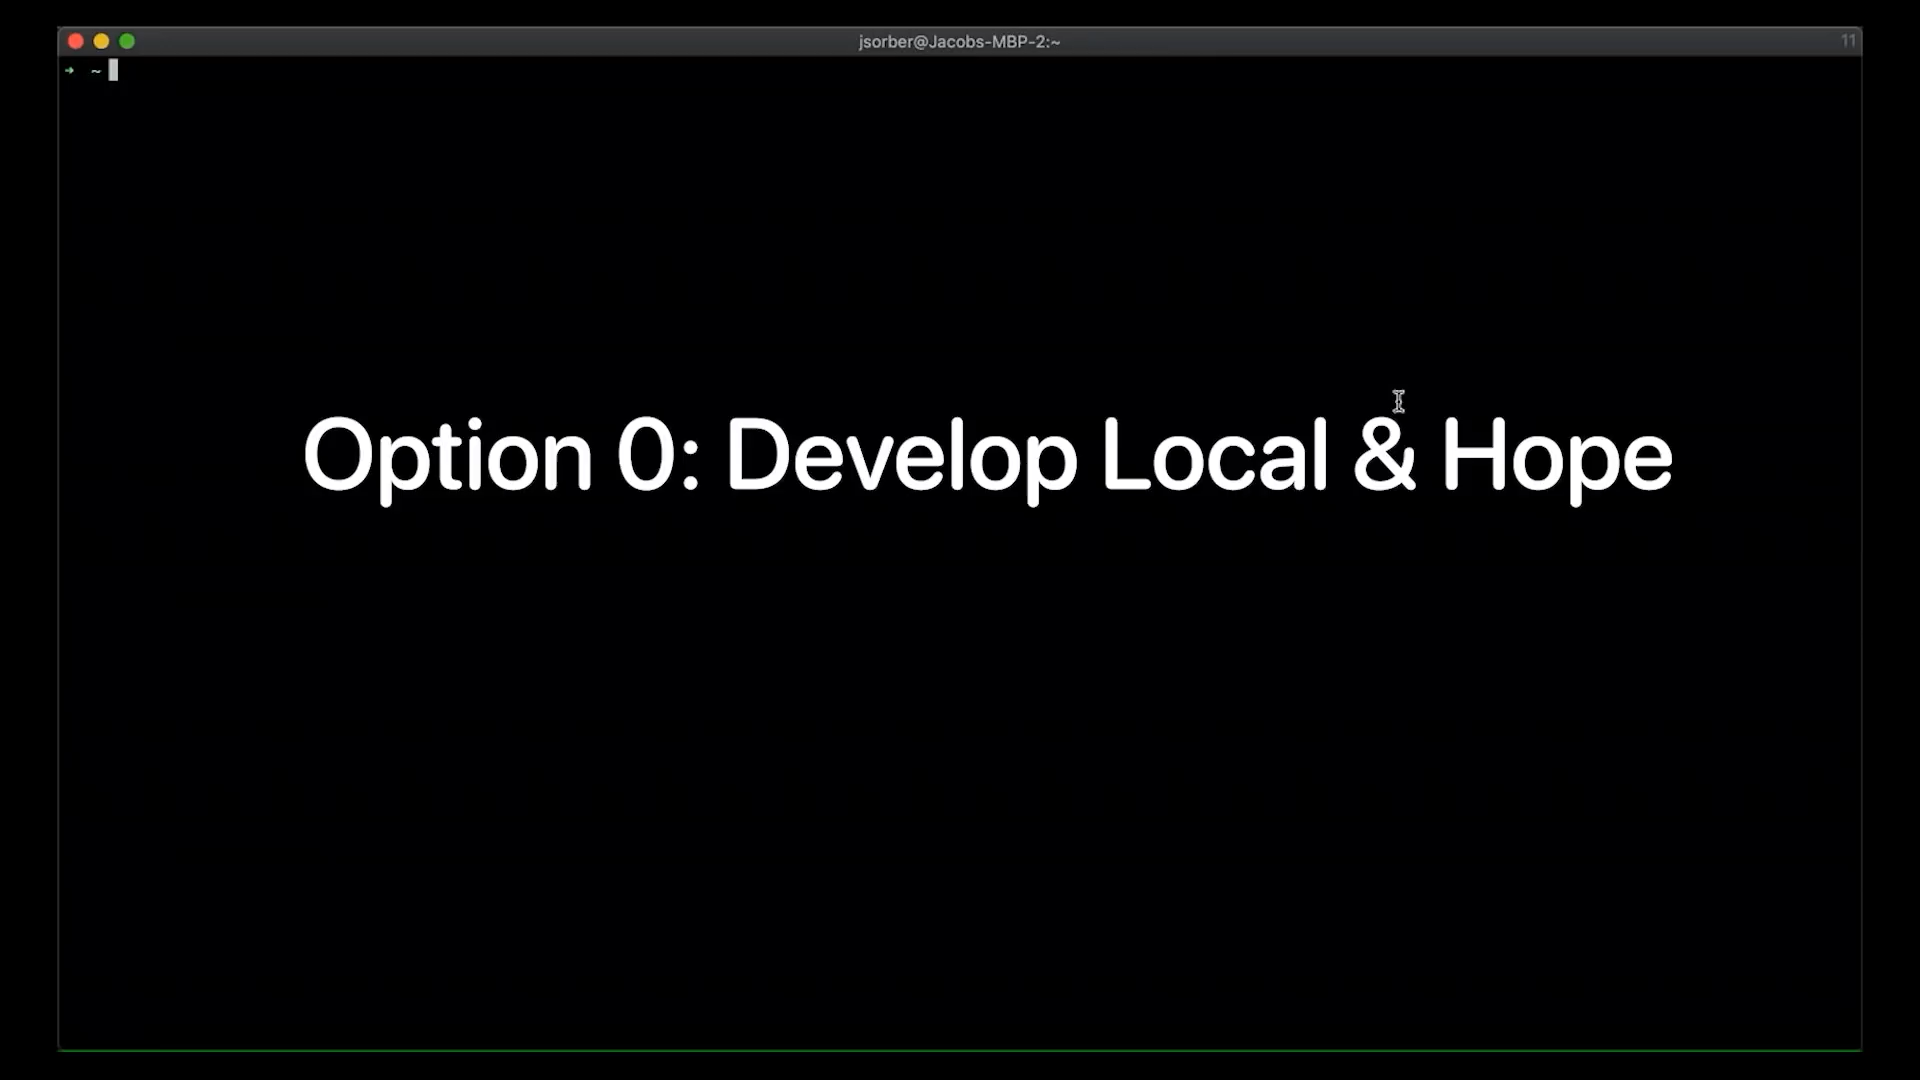 jsorber@Jacobs-MBP-2:~
11
➜ ~
Option 0: Develop Local & Hope